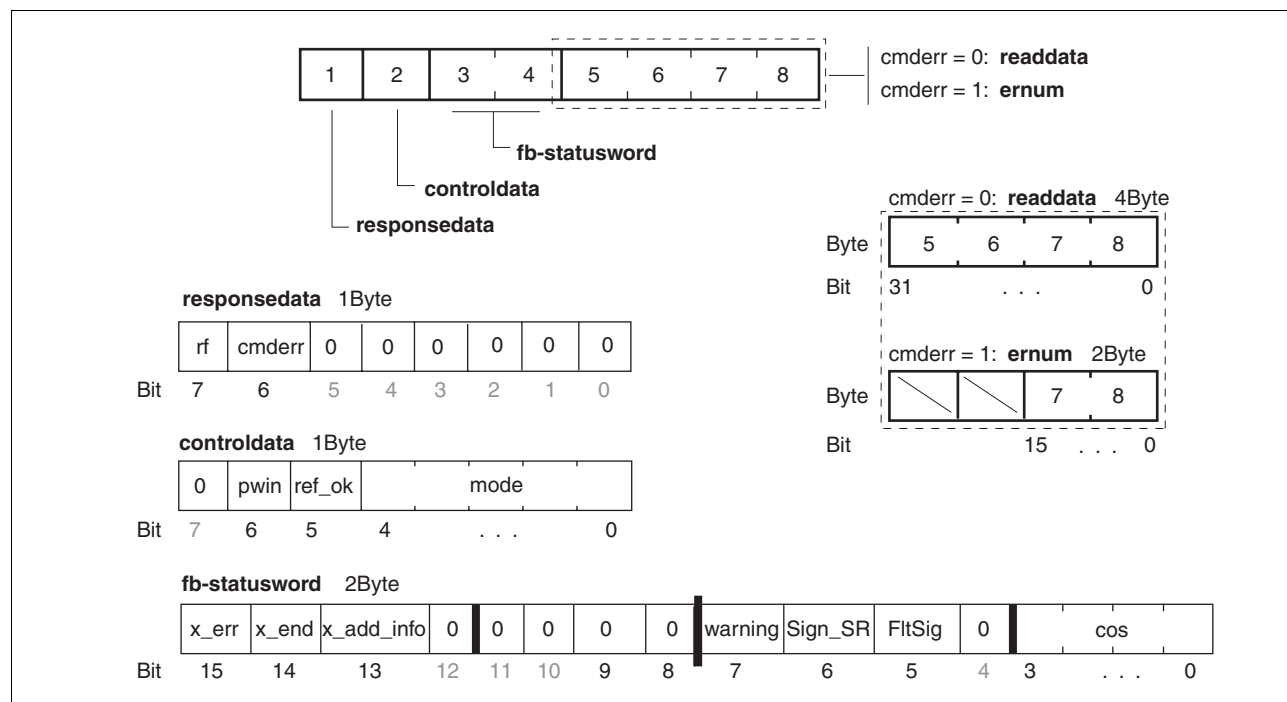 1 2 3 4 5 6 7 8
cmderr = 0: readdata
cmderr = 1: ernum
fb-statusword
controldata
responsedata
cmderr = 0: readdata 4Byte
Byte 5 6 7 8
Bit 31 . . . 0
cmderr = 1: ernum 2Byte
Byte 7 8
Bit 15 . . . 0
responsedata 1Byte
rf cmderr 0 0 0 0 0 0
Bit 7 6 5 4 3 2 1 0
controldata 1Byte
0 pwin ref_ok mode
Bit 7 6 5 4 . . . 0
fb-statusword 2Byte
x_err x_end x_add_info 0 0 0 0 0 warning Sign_SR FltSig 0 cos
Bit 15 14 13 12 11 10 9 8 7 6 5 4 3 . . . 0